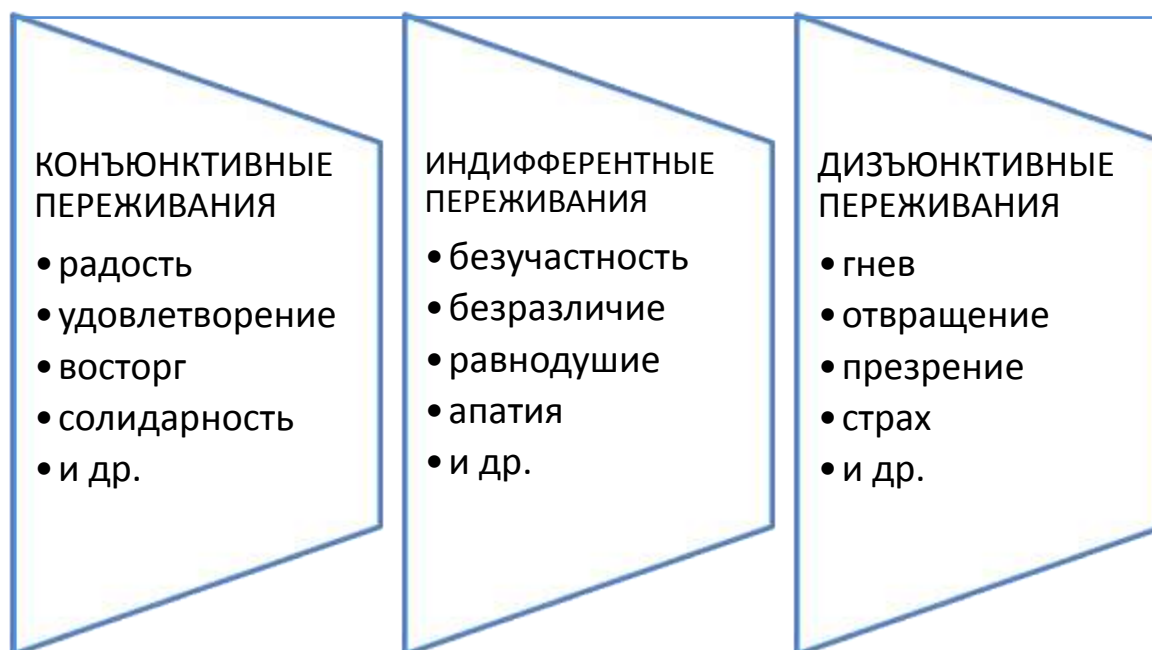 КОНЪЮНКТИВНЫЕ
ПЕРЕЖИВАНИЯ
• радость
• удовлетворение
• восторг
• солидарность
• и др.
ИНДИФФЕРЕНТНЫЕ
ПЕРЕЖИВАНИЯ
• безучастность
• безразличие
• равнодушие
• апатия
• и др.
ДИЗЪЮНКТИВНЫЕ
ПЕРЕЖИВАНИЯ
• гнев
• отвращение
• презрение
• страх
• и др.